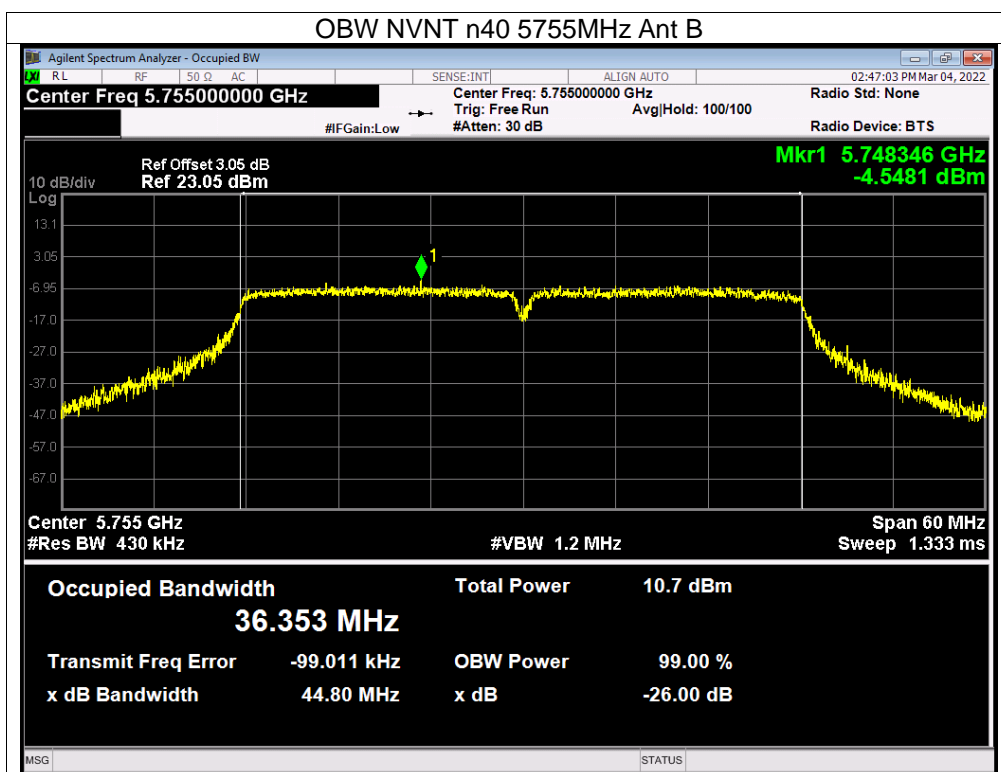 OBW NVNT n40 5755MHz Ant B
Agilent Spectrum Analyzer - Occupied BW
LXI RL RF 50 Ω AC SENSE:INT ALIGN AUTO 02:47:03 PM Mar 04, 2022
Center Freq 5.755000000 GHz Center Freq: 5.755000000 GHz Radio Std: None
Trig: Free Run Avg|Hold: 100/100
#IFGain:Low #Atten: 30 dB Radio Device: BTS
Mkr1 5.748346 GHz
-4.5481 dBm
Ref Offset 3.05 dB
10 dB/div Ref 23.05 dBm
Log
13.1
3.05
-6.95
-17.0
-27.0
-37.0
-47.0
-57.0
-67.0
1
Center 5.755 GHz Span 60 MHz
#Res BW 430 kHz #VBW 1.2 MHz Sweep 1.333 ms
Occupied Bandwidth Total Power 10.7 dBm
36.353 MHz
Transmit Freq Error -99.011 kHz OBW Power 99.00 %
x dB Bandwidth 44.80 MHz x dB -26.00 dB
MSG STATUS